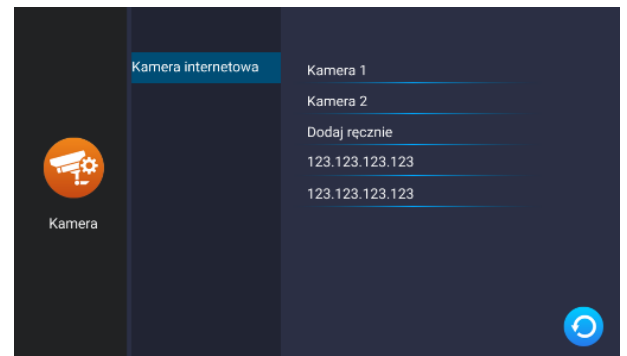 Kamera
Kamera internetowa
Kamera 1
Kamera 2
Dodaj ręcznie
123.123.123.123
123.123.123.123